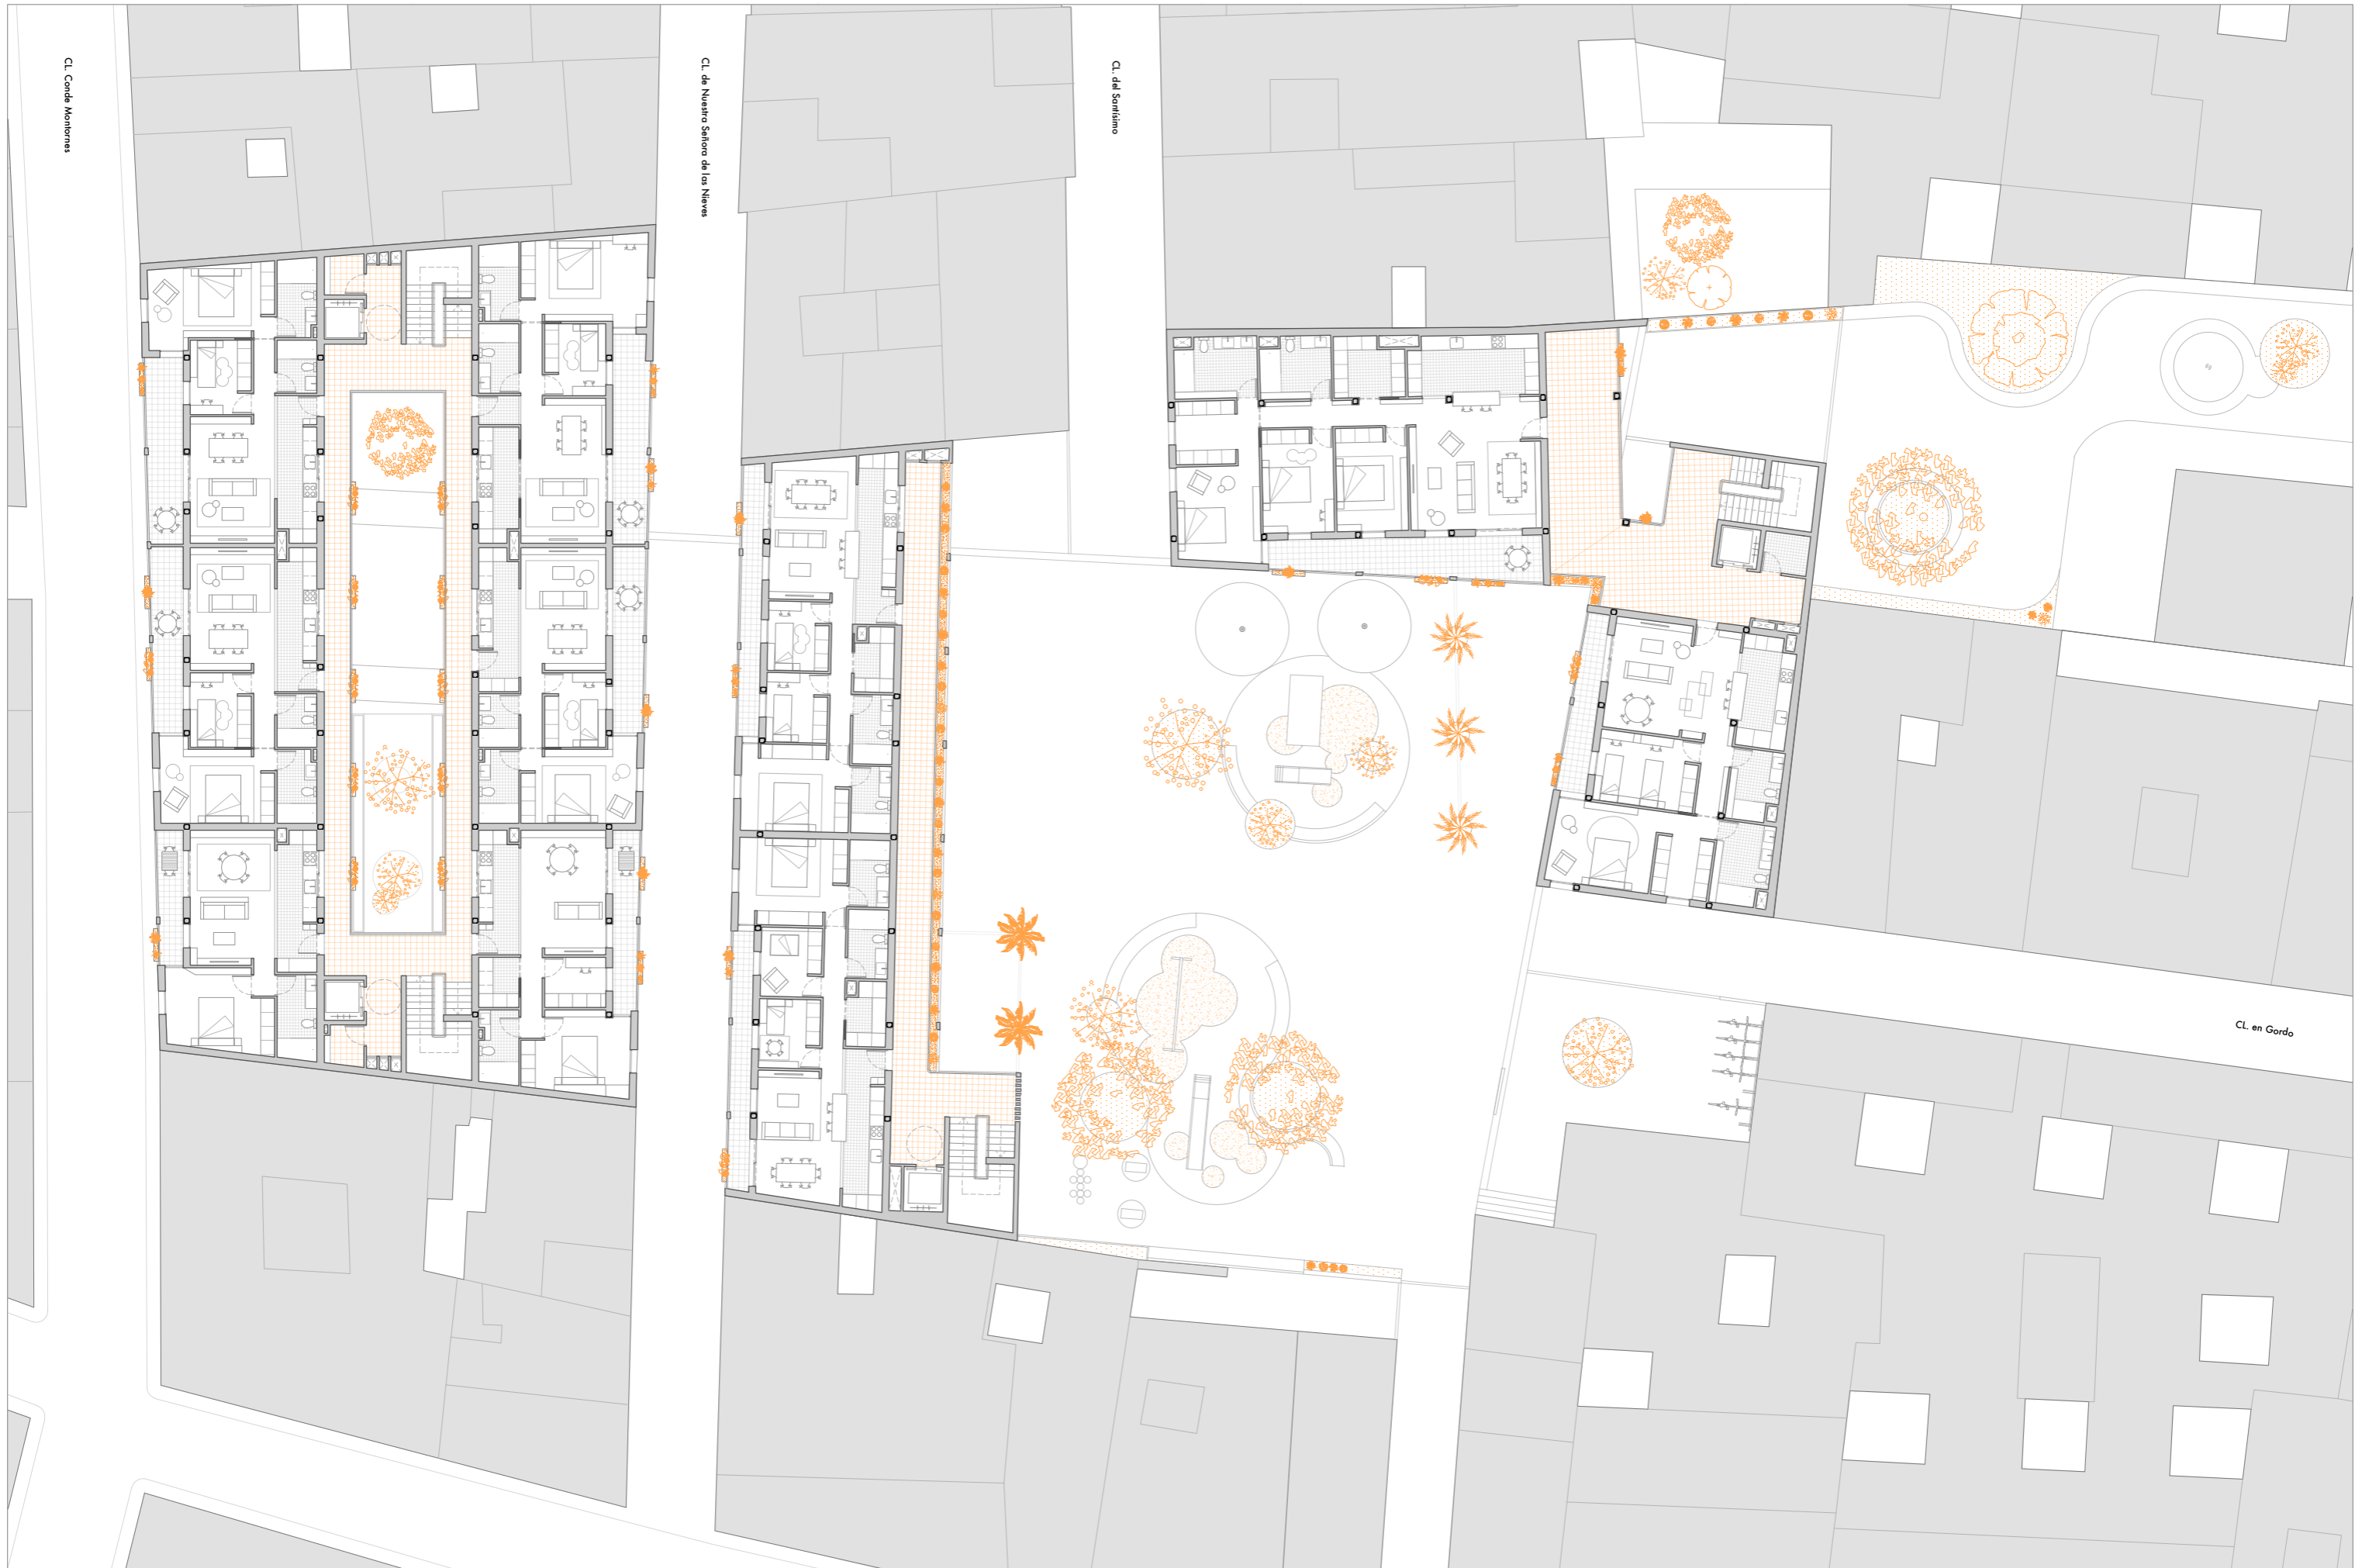 CL. Conde Montornes
CL. de Nuestra Señora de las Nieves
CL. del Santísimo
CL. en Gordo